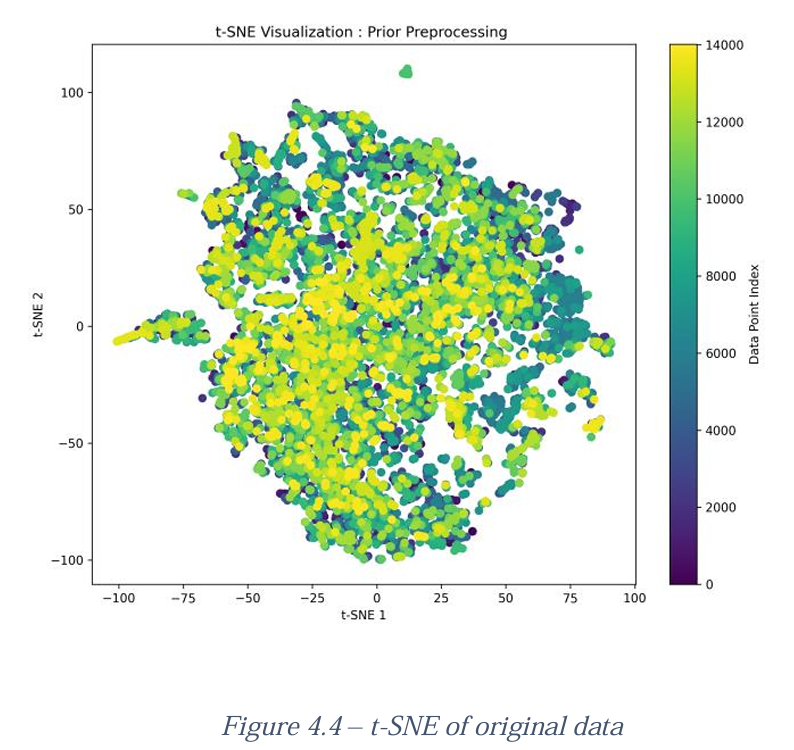 t-SNE Visualization : Prior Preprocessing
t-SNE 2
100
50
0
−50
−100
−100 −75 −50 −25 0 25 50 75 100
t-SNE 1
14000
12000
10000
8000
6000
4000
2000
0
Data Point Index
Figure 4.4 – t-SNE of original data